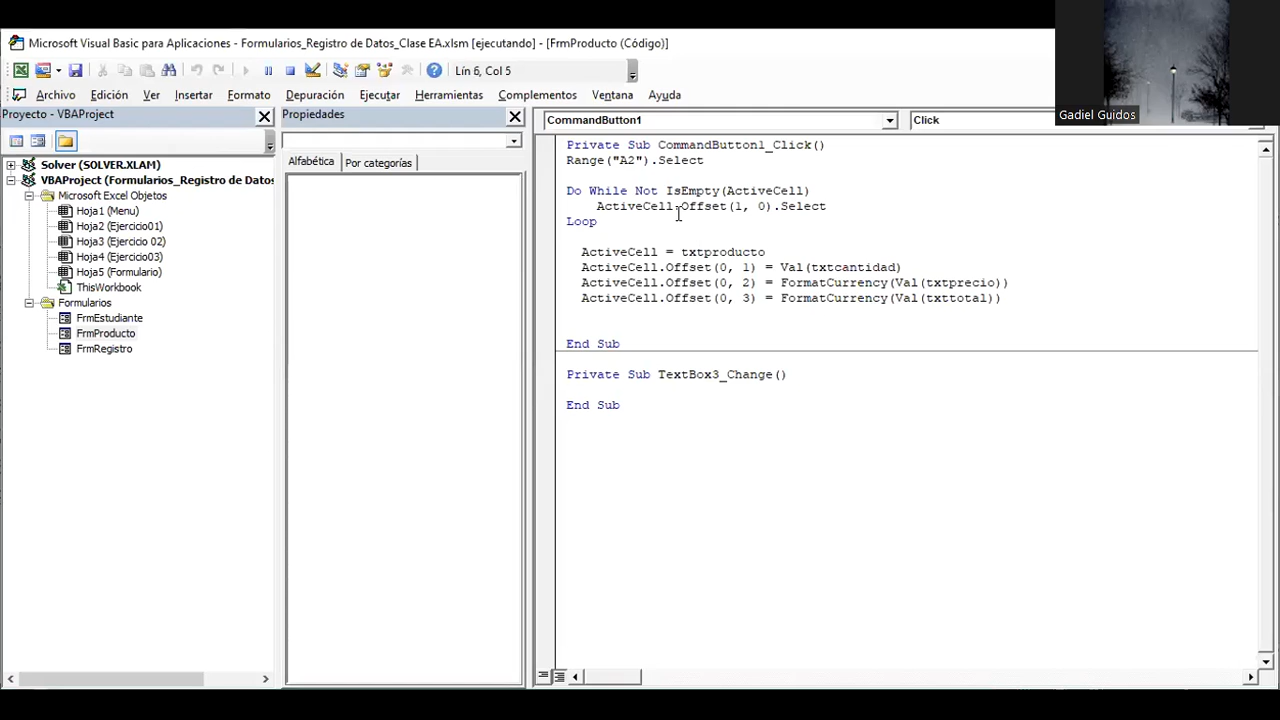 Microsoft Visual Basic para Aplicaciones - Formularios_Registro de Datos_Clase EA.xlsm [ejecutando] - [FrmProducto (Código)]
Lín 6, Col 5
Gadiel Guidos
Archivo Edición Ver Insertar Formato Depuración Ejecutar Herramientas Complementos Ventana Ayuda
Proyecto - VBAProject
Solver (SOLVER.XLAM)
VBAProject (Formularios_Registro de Datos
Microsoft Excel Objetos
Hoja1 (Menu)
Hoja2 (Ejercicio01)
Hoja3 (Ejercicio 02)
Hoja4 (Ejercicio03)
Hoja5 (Formulario)
ThisWorkbook
Formularios
FrmEstudiante
FrmProducto
FrmRegistro
Propiedades
Alfabética Por categorías
CommandButton1 Click
Private Sub CommandButton1_Click()
Range("A2").Select
Do While Not IsEmpty(ActiveCell)
ActiveCell.Offset(1, 0).Select
Loop
ActiveCell = txtproducto
ActiveCell.Offset(0, 1) = Val(txtcantidad)
ActiveCell.Offset(0, 2) = FormatCurrency(Val(txtprecio))
ActiveCell.Offset(0, 3) = FormatCurrency(Val(txttotal))
End Sub
Private Sub TextBox3_Change()
End Sub